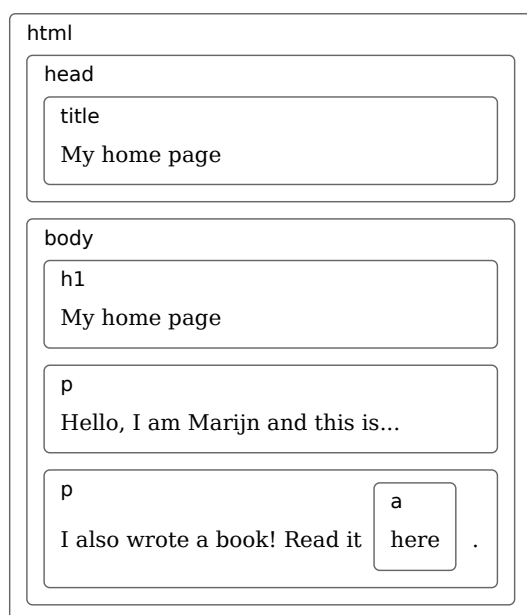 html
head
title
My home page
body
h1
My home page
p
Hello, I am Marijn and this is...
p
a
I also wrote a book! Read it here .